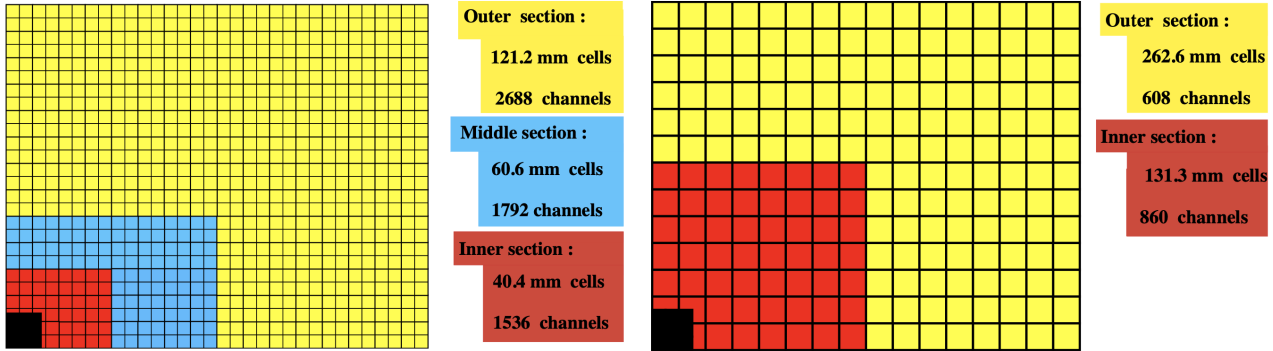 Outer section :
121.2 mm cells
2688 channels
Middle section :
60.6 mm cells
1792 channels
Inner section :
40.4 mm cells
1536 channels
Outer section :
262.6 mm cells
608 channels
Inner section :
131.3 mm cells
860 channels